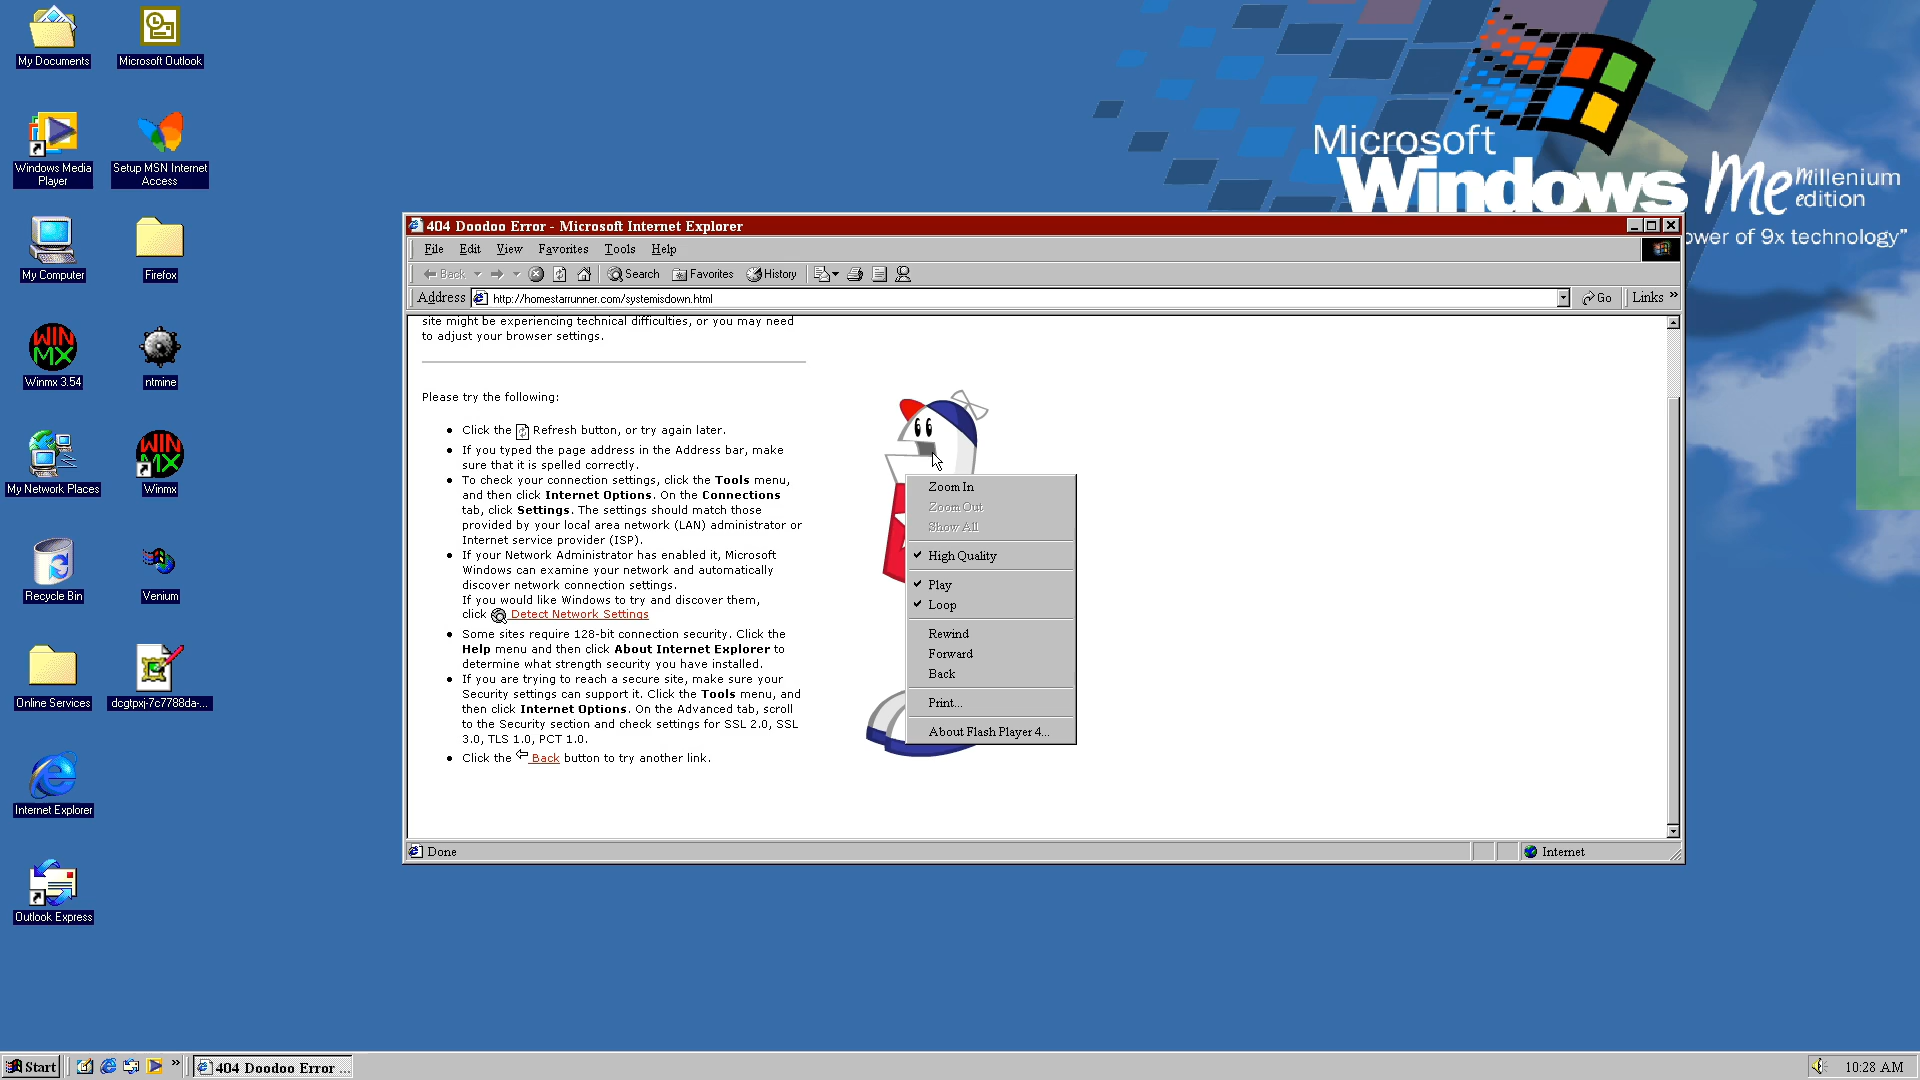 My Documents
Microsoft Outlook
Windows Media
Player
Setup MSN Internet
Access
My Computer
Firefox
WIN
MX
Winmx 3.54
ntmine
My Network Places
WIN
MX
Winmx
Recycle Bin
Venium
Online Services
dcgtpxj-7c7788da-...
Internet Explorer
Outlook Express
Microsoft
Windows Me Millenium
edition
ower of 9x technology"
404 Doodoo Error - Microsoft Internet Explorer
File Edit View Favorites Tools Help
Back Search Favorites History
Address http://homestarrunner.com/systemisdown.html Go Links »
site might be experiencing technical difficulties, or you may need
to adjust your browser settings.
Please try the following:
• Click the Refresh button, or try again later.
• If you typed the page address in the Address bar, make
sure that it is spelled correctly.
• To check your connection settings, click the Tools menu,
and then click Internet Options. On the Connections
tab, click Settings. The settings should match those
provided by your local area network (LAN) administrator or
Internet service provider (ISP).
• If your Network Administrator has enabled it, Microsoft
Windows can examine your network and automatically
discover network connection settings.
If you would like Windows to try and discover them,
click Detect Network Settings
• Some sites require 128-bit connection security. Click the
Help menu and then click About Internet Explorer to
determine what strength security you have installed.
• If you are trying to reach a secure site, make sure your
Security settings can support it. Click the Tools menu, and
then click Internet Options. On the Advanced tab, scroll
to the Security section and check settings for SSL 2.0, SSL
3.0, TLS 1.0, PCT 1.0.
• Click the Back button to try another link.
Zoom In
Zoom Out
Show All
High Quality
Play
Loop
Rewind
Forward
Back
Print...
About Flash Player 4...
Done Internet
Start » 404 Doodoo Error ... 10:28 AM